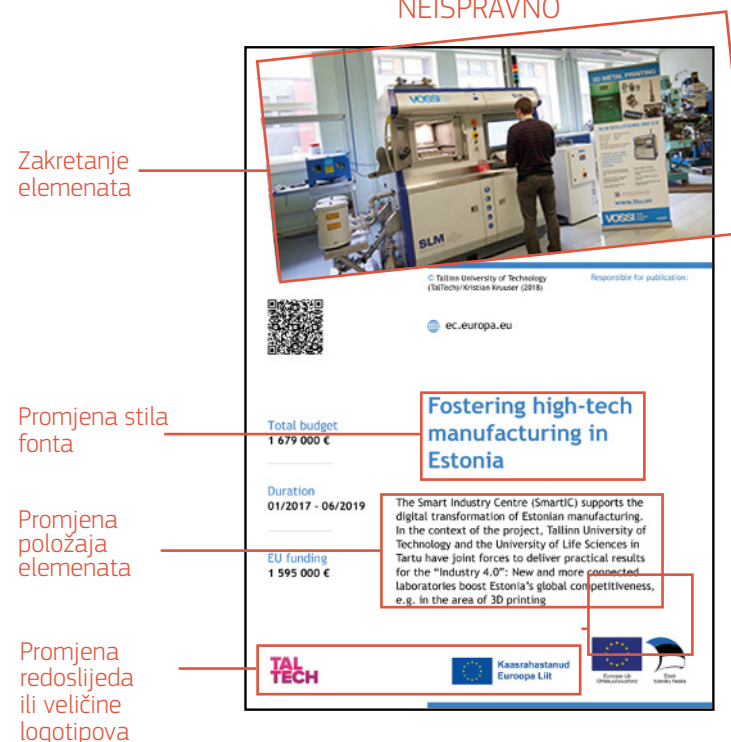 NEISPRAVNO
Zakretanje
elemenata
VOSSI
SLM
3D METAL PRINTING
VOSSI
© Tallinn University of Technology
(TalTech)/Kristian Kruuser (2018)
Responsible for publication:
ec.europa.eu
Promjena stila
fonta
Total budget
1 679 000 €
Fostering high-tech
manufacturing in
Estonia
Promjena
položaja
elemenata
Duration
01/2017 - 06/2019
EU funding
1 595 000 €
The Smart Industry Centre (SmartIC) supports the
digital transformation of Estonian manufacturing.
In the context of the project, Tallinn University of
Technology and the University of Life Sciences in
Tartu have joint forces to deliver practical results
for the “Industry 4.0”: New and more connected
laboratories boost Estonia’s global competitiveness,
e.g. in the area of 3D printing
Promjena
redoslijeda
ili veličine
logotipova
TAL
TECH
Kaasrahastanud
Euroopa Liit
Euroopa Liit
Eesti
tuleviku heaks